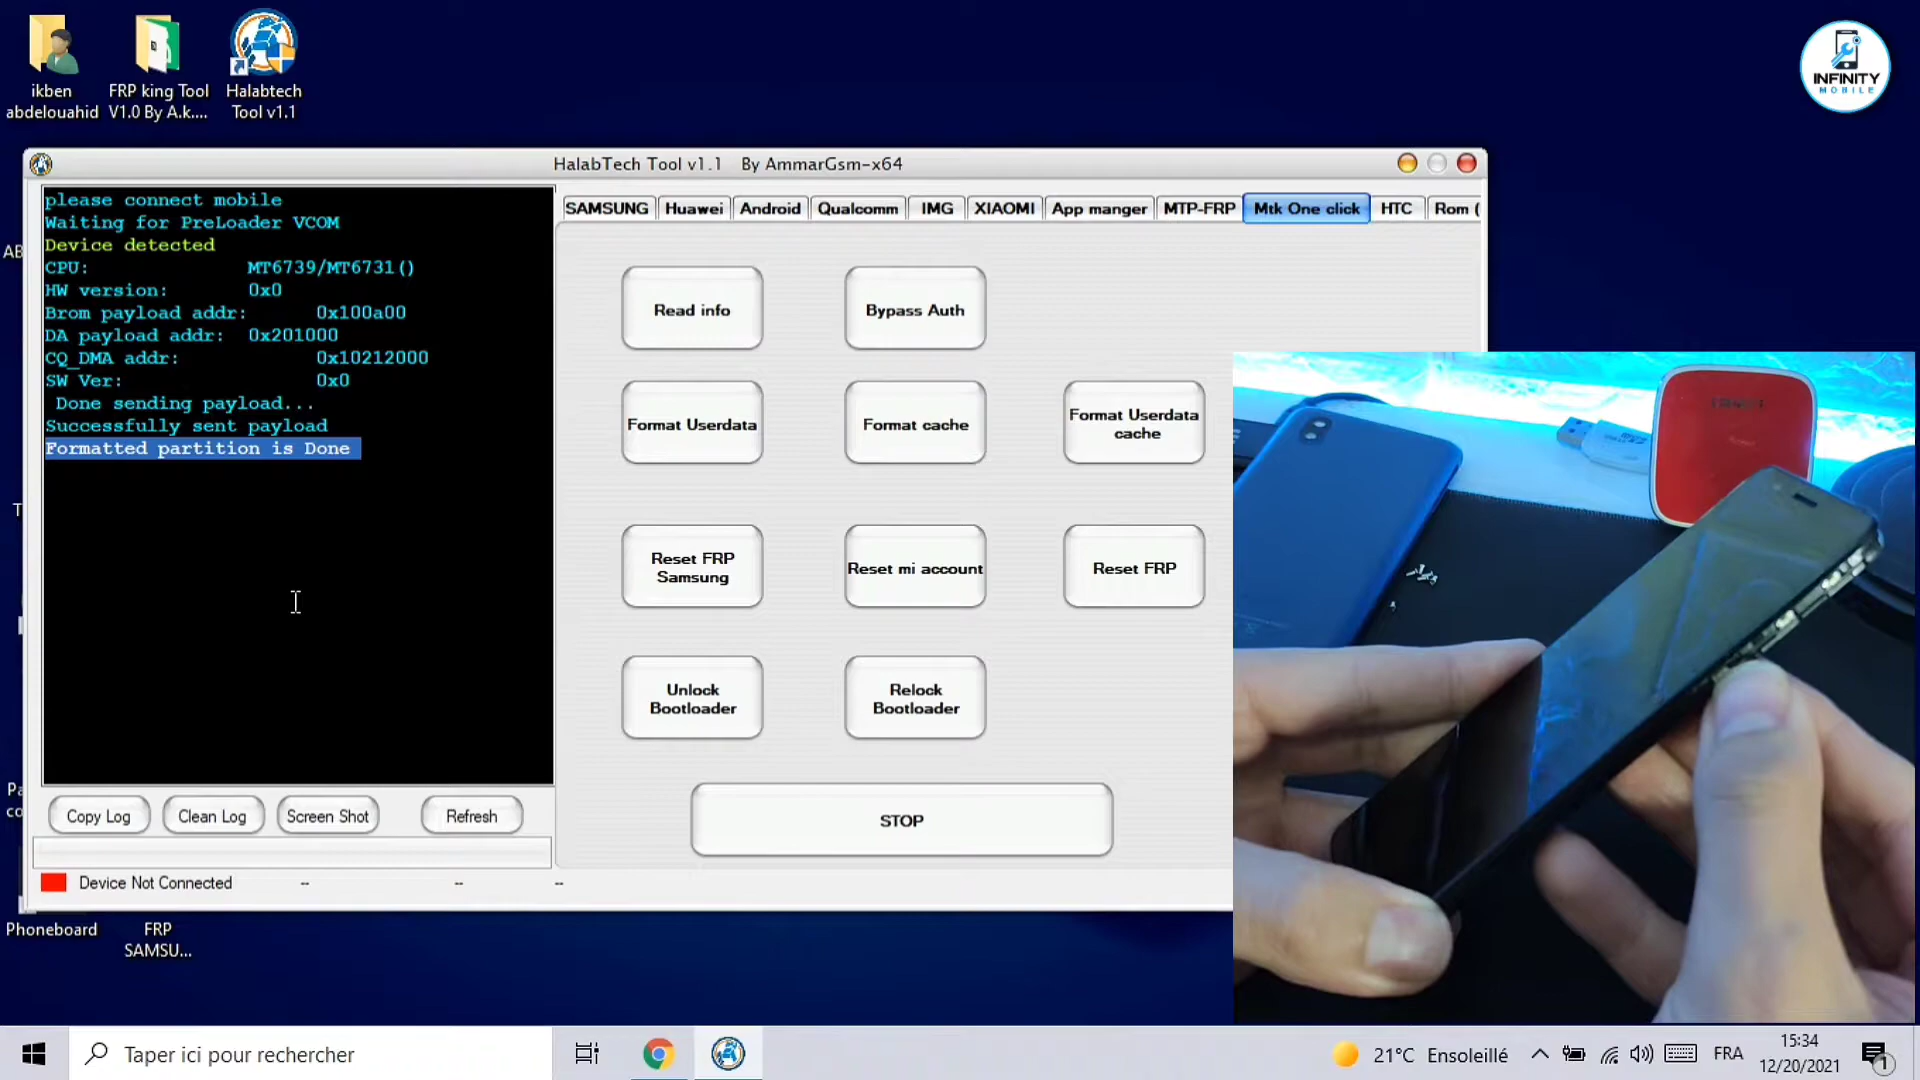 ikben
abdelouahid
FRP king Tool
V1.0 By A.k....
Halabtech
Tool v1.1
INFINITY
MOBILE
HalabTech Tool v1.1 By AmmarGsm-x64
SAMSUNG Huawei Android Qualcomm IMG XIAOMI App manger MTP-FRP Mtk One click HTC Rom (
please connect mobile
Waiting for PreLoader VCOM
Device detected
CPU: MT6739/MT6731()
HW version: 0x0
Brom payload addr: 0x100a00
DA payload addr: 0x201000
CQ_DMA addr: 0x10212000
SW Ver: 0x0
Done sending payload...
Successfully sent payload
Formatted partition is Done
Read info
Bypass Auth
Format Userdata
Format cache
Format Userdata
cache
Reset FRP
Samsung
Reset mi account
Reset FRP
Unlock
Bootloader
Relock
Bootloader
STOP
Copy Log Clean Log Screen Shot Refresh
Device Not Connected -- -- --
AB
T
Pa
co
Phoneboard
FRP
SAMSU...
Taper ici pour rechercher
21°C Ensoleillé
FRA
15:34
12/20/2021
1